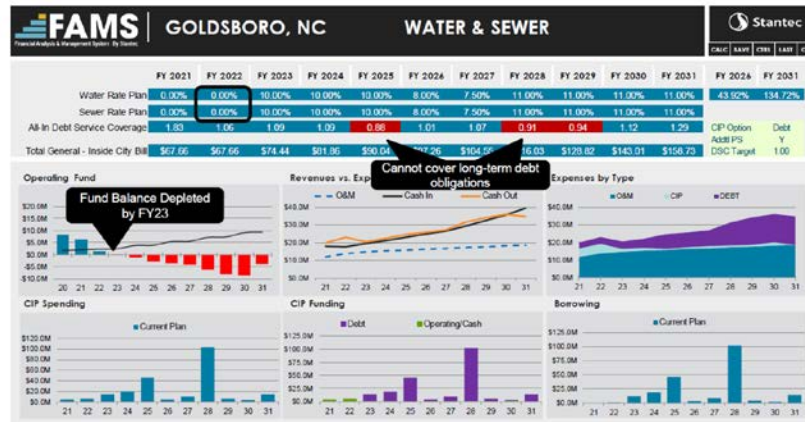 FAMS
Financial Analysis & Management System - By Stantec
GOLDSBORO, NC
WATER & SEWER
Stantec
CALC SAVE CTRL LAST
FY 2021 FY 2022 FY 2023 FY 2024 FY 2025 FY 2026 FY 2027 FY 2028 FY 2029 FY 2030 FY 2031 FY 2026 FY 2031
Water Rate Plan 0.00% 0.00% 10.00% 10.00% 10.00% 8.00% 7.50% 11.00% 11.00% 11.00% 11.00% 43.92% 134.72%
Sewer Rate Plan 0.00% 0.00% 10.00% 10.00% 10.00% 8.00% 7.50% 11.00% 11.00% 11.00% 11.00%
All-In Debt Service Coverage 1.83 1.06 1.09 1.09 0.88 1.01 1.07 0.91 0.94 1.12 1.29 CIP Option Debt
Addtl PS Y
Total General - Inside City Bill $67.66 $67.66 $74.44 $81.86 $90.04 $128.82 $143.01 $158.73 DSC Target 1.00
Cannot cover long-term debt
obligations
Operating Fund
Revenues vs. Exp
Expenses by Type
Fund Balance Depleted
by FY23
O&M Cash In Cash Out
O&M CIP DEBT
$20.0M
$15.0M
$10.0M
$5.0M
$0.0M
-$5.0M
-$10.0M
20 21 22 23 24 25 26 27 28 29 30 31
$40.0M
$30.0M
$20.0M
$10.0M
$0.0M
21 22 23 24 25 26 27 28 29 30 31
$40.0M
$30.0M
$20.0M
$10.0M
$0.0M
21 22 23 24 25 26 27 28 29 30 31
CIP Spending
Current Plan
$120.0M
$100.0M
$80.0M
$60.0M
$40.0M
$20.0M
$0.0M
21 22 23 24 25 26 27 28 29 30 31
CIP Funding
Debt Operating/Cash
$125.0M
$100.0M
$75.0M
$50.0M
$25.0M
$0.0M
21 22 23 24 25 26 27 28 29 30 31
Borrowing
Current Plan
$125.0M
$100.0M
$75.0M
$50.0M
$25.0M
$0.0M
21 22 23 24 25 26 27 28 29 30 31